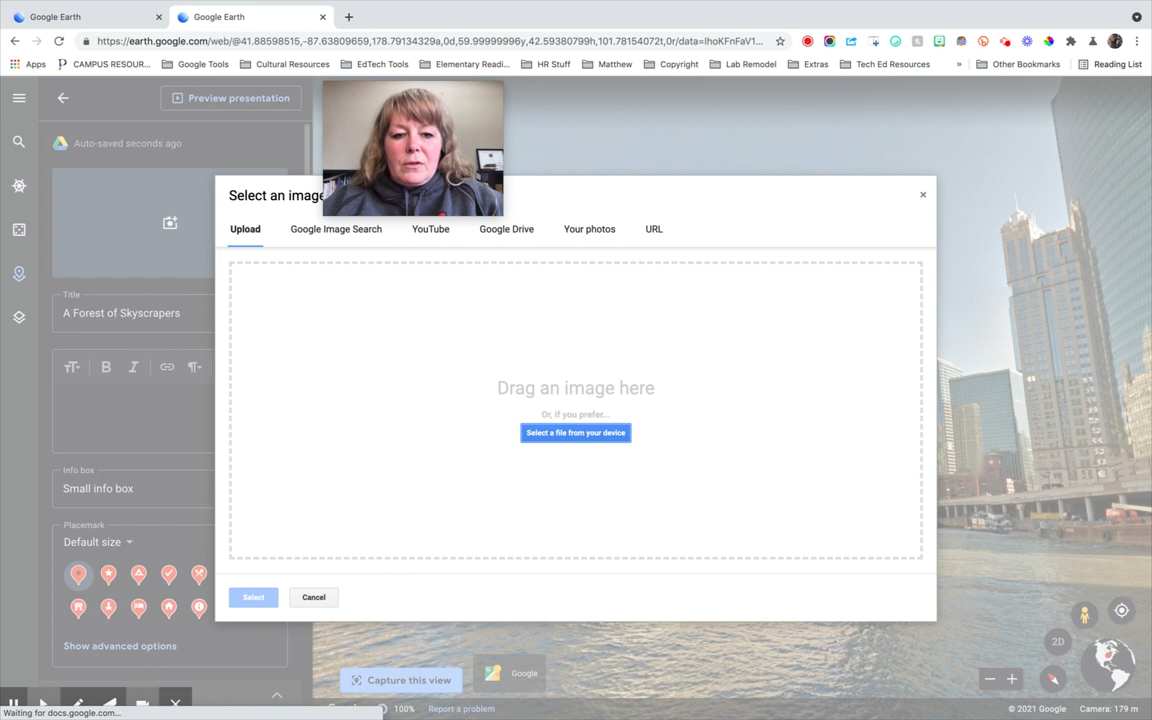 Google Earth
Google Earth
https://earth.google.com/web/@41.88598515,-87.63809659,178.79134329a,0d,59.99999996y,42.59380799h,101.78154072t,0r/data=IhoKFnFaV1...
Apps
CAMPUS RESOUR...
Google Tools
Cultural Resources
EdTech Tools
Elementary Readin...
HR Stuff
Matthew
Copyright
Lab Remodel
Extras
Tech Ed Resources
»
Other Bookmarks
Reading List
Preview presentation
Auto-saved seconds ago
Select an image
Upload
Google Image Search
YouTube
Google Drive
Your photos
URL
Title
A Forest of Skyscrapers
Drag an image here
Or, if you prefer...
Select a file from your device
Info box
Small info box
Placemark
Default size
Select
Cancel
Show advanced options
2D
Capture this view
Google
100%
Report a problem
© 2021 Google
Camera: 179 m
Waiting for docs.google.com...